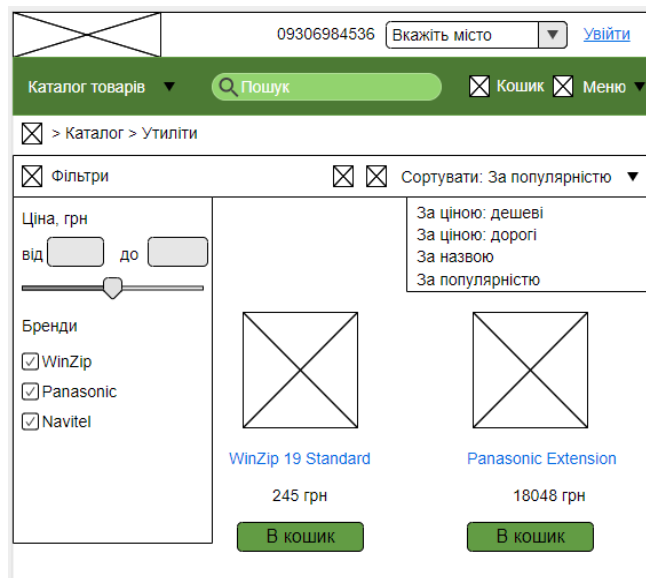 09306984536 Вкажіть місто Увійти
Каталог товарів Пошук Кошик Меню
> Каталог > Утиліти
Фільтри Сортувати: За популярністю
За ціною: дешеві
За ціною: дорогі
За назвою
За популярністю
Ціна, грн
від до
Бренди
WinZip
Panasonic
Navitel
WinZip 19 Standard Panasonic Extension
245 грн 18048 грн
В кошик В кошик